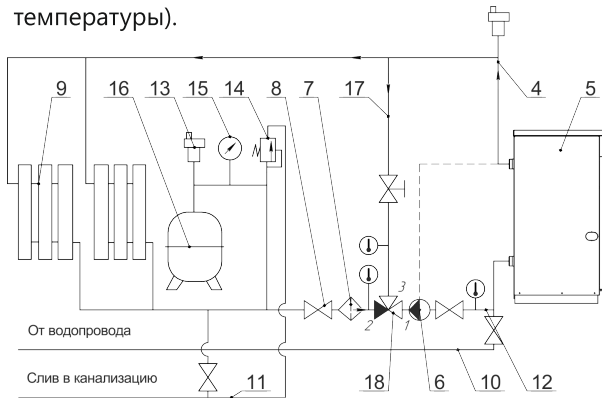 температуры).
9 16 13 15 14 8 7 17 4 5
3
2 1
От водопровода
Слив в канализацию
11 18 6 10 12